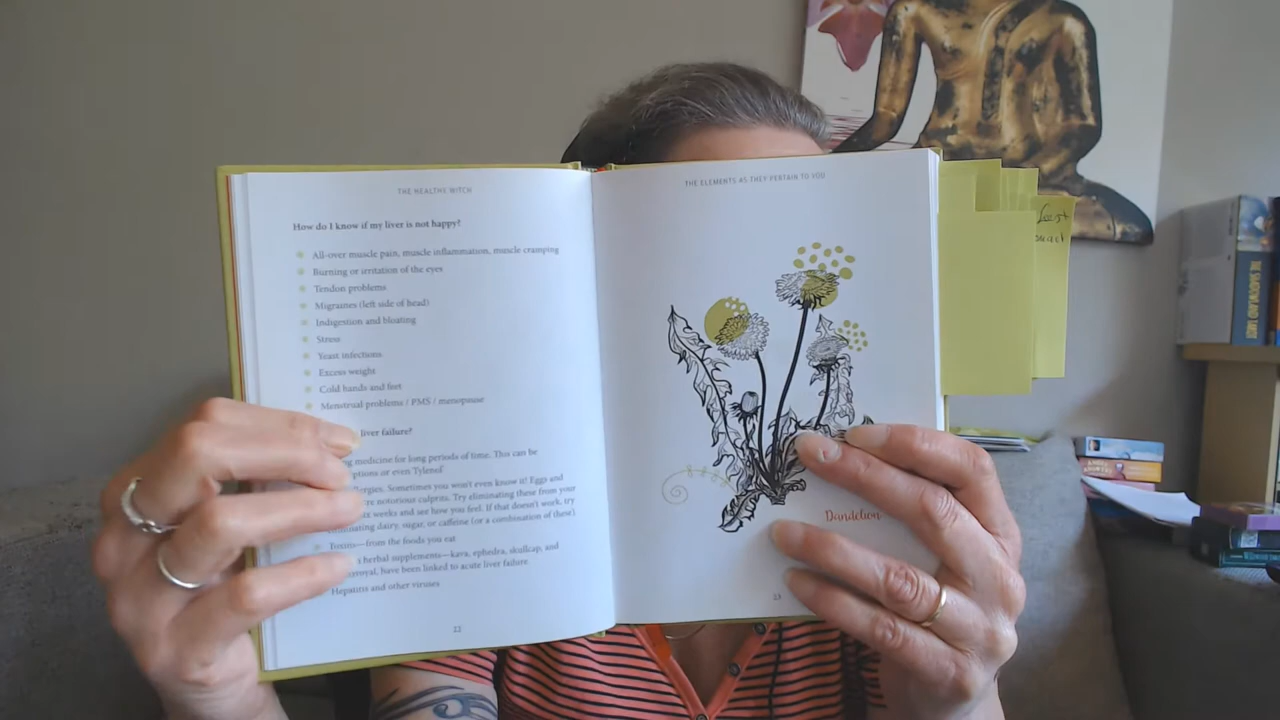 THE HEALTHY WITCH
How do I know if my liver is not happy?
All-over muscle pain, muscle inflammation, muscle cramping
Burning or irritation of the eyes
Tendon problems
Migraines (left side of head)
Indigestion and bloating
Stress
Yeast infections
Excess weight
Cold hands and feet
Menstrual problems / PMS / menopause
liver failure?
medicine for long periods of time. This can be
or even Tylenol
Sometimes you won't even know it! Eggs and
notorious culprits. Try eliminating these from your
weeks and see how you feel. If that doesn't work, try
dairy, sugar, or caffeine (or a combination of these).
Toxins—from the foods you eat
herbal supplements—kava, ephedra, skullcap, and
have been linked to acute liver failure.
Hepatitis and other viruses
22
THE ELEMENTS AS THEY PERTAIN TO YOU
Dandelion
23